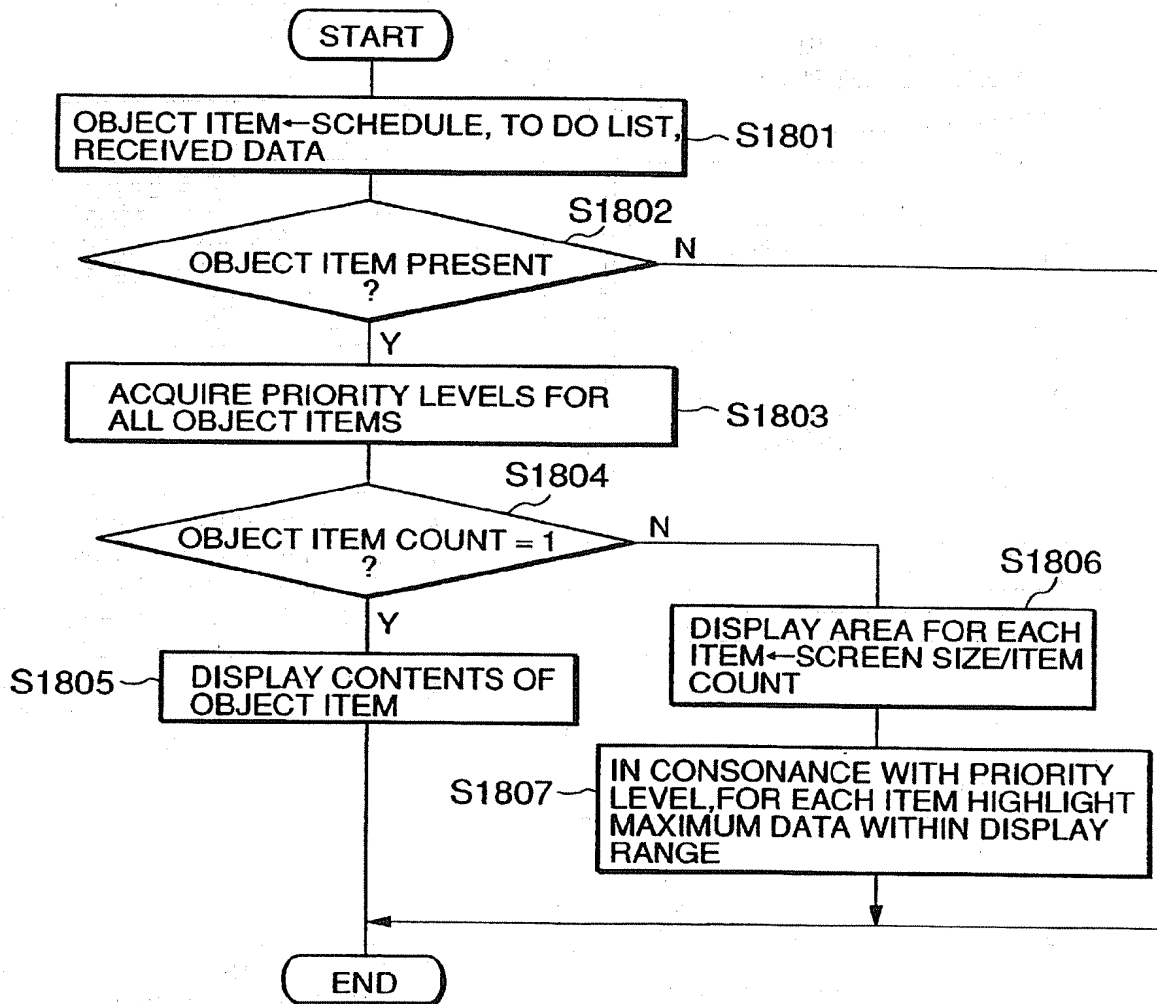 START
OBJECT ITEM←SCHEDULE, TO DO LIST,
RECEIVED DATA
S1801
S1802
OBJECT ITEM PRESENT
?
N
Y
ACQUIRE PRIORITY LEVELS FOR
ALL OBJECT ITEMS
S1803
S1804
OBJECT ITEM COUNT = 1
?
N
Y
S1805
DISPLAY CONTENTS OF
OBJECT ITEM
S1806
DISPLAY AREA FOR EACH
ITEM←SCREEN SIZE/ITEM
COUNT
S1807
IN CONSONANCE WITH PRIORITY
LEVEL,FOR EACH ITEM HIGHLIGHT
MAXIMUM DATA WITHIN DISPLAY
RANGE
END